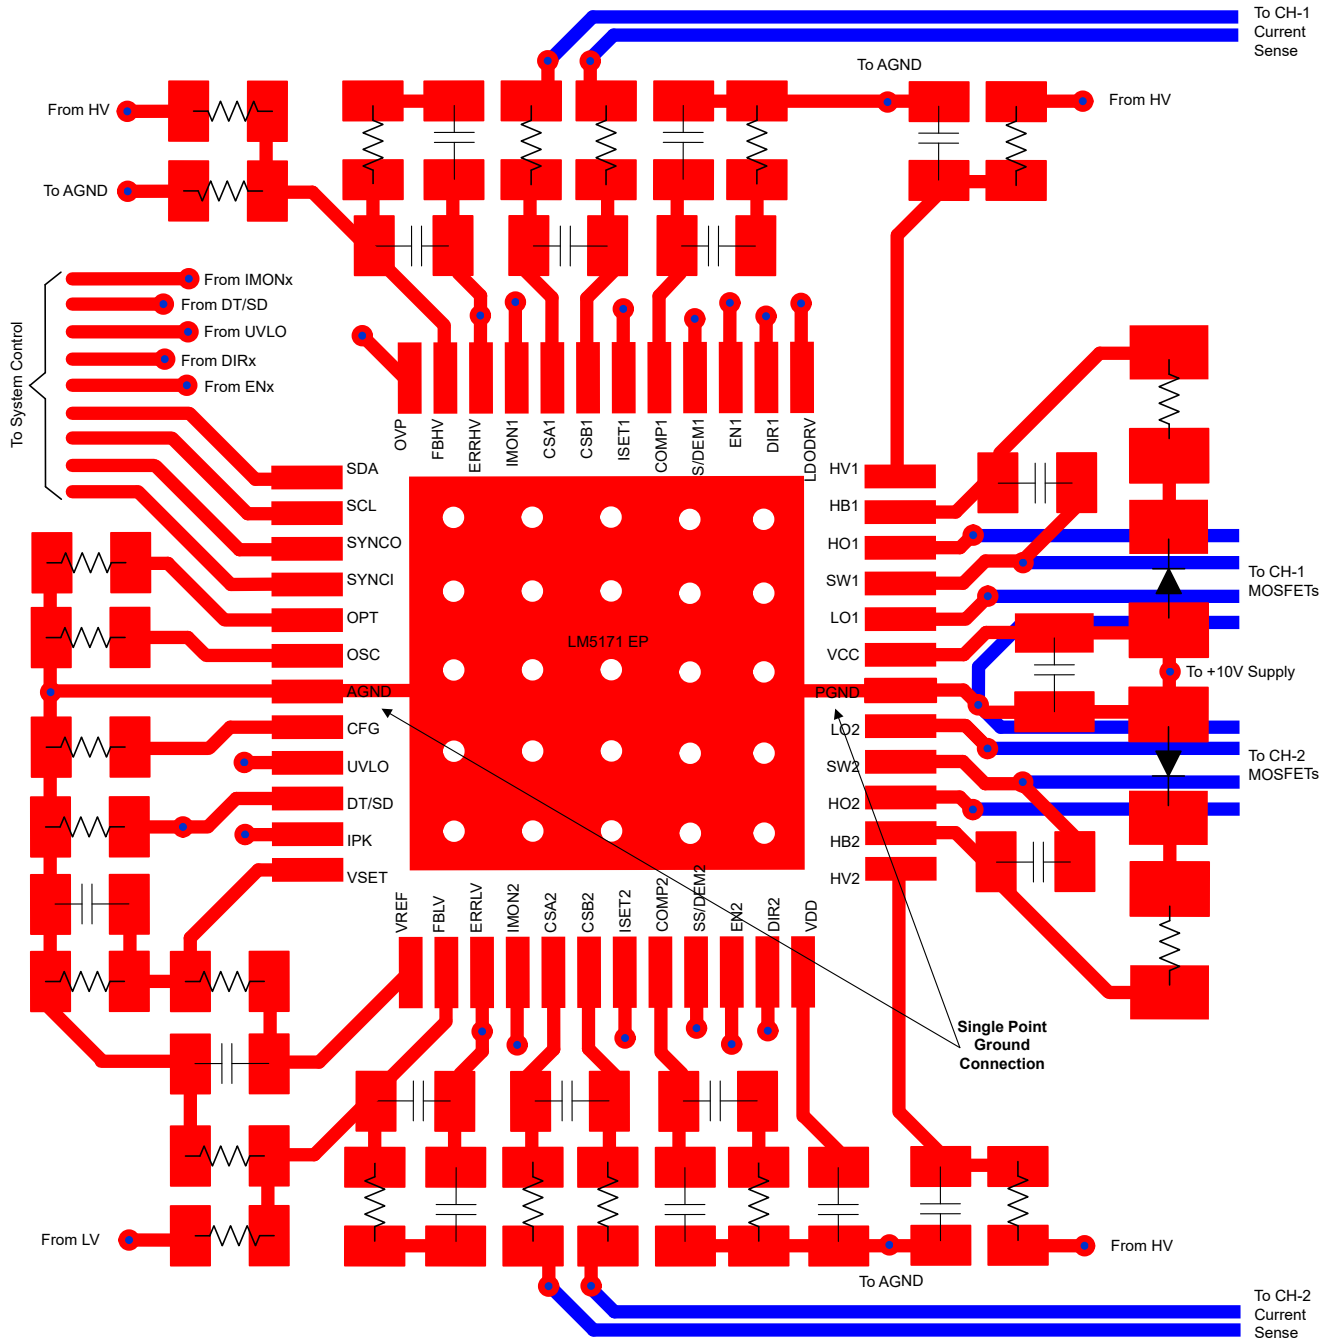 To CH-1
Current
Sense
To AGND
From HV
From HV
To AGND
From IMONx
From DT/SD
From UVLO
From DIRx
From ENx
To System Control
OVP
FBHV
ERRHV
IMON1
CSA1
CSB1
ISET1
COMP1
S/DEM1
EN1
DIR1
LDODRV
SDA
SCL
SYNCO
SYNCI
OPT
OSC
AGND
CFG
UVLO
DT/SD
IPK
VSET
LM5171 EP
HV1
HB1
HO1
SW1
LO1
VCC
PGND
LO2
SW2
HO2
HB2
HV2
To CH-1
MOSFETs
To +10V Supply
To CH-2
MOSFETs
VREF
FBLV
ERRLV
IMON2
CSA2
CSB2
ISET2
COMP2
SS/DEM2
EN2
DIR2
VDD
Single Point
Ground
Connection
From LV
From HV
To AGND
To CH-2
Current
Sense